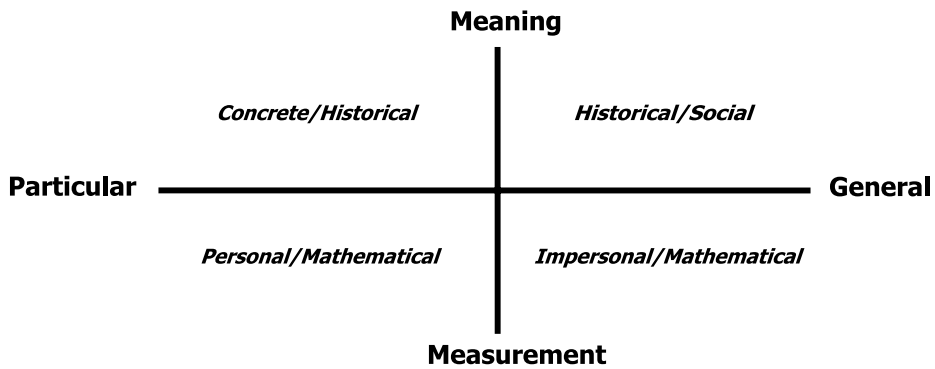 Meaning
Concrete/Historical
Historical/Social
Particular
General
Personal/Mathematical
Impersonal/Mathematical
Measurement